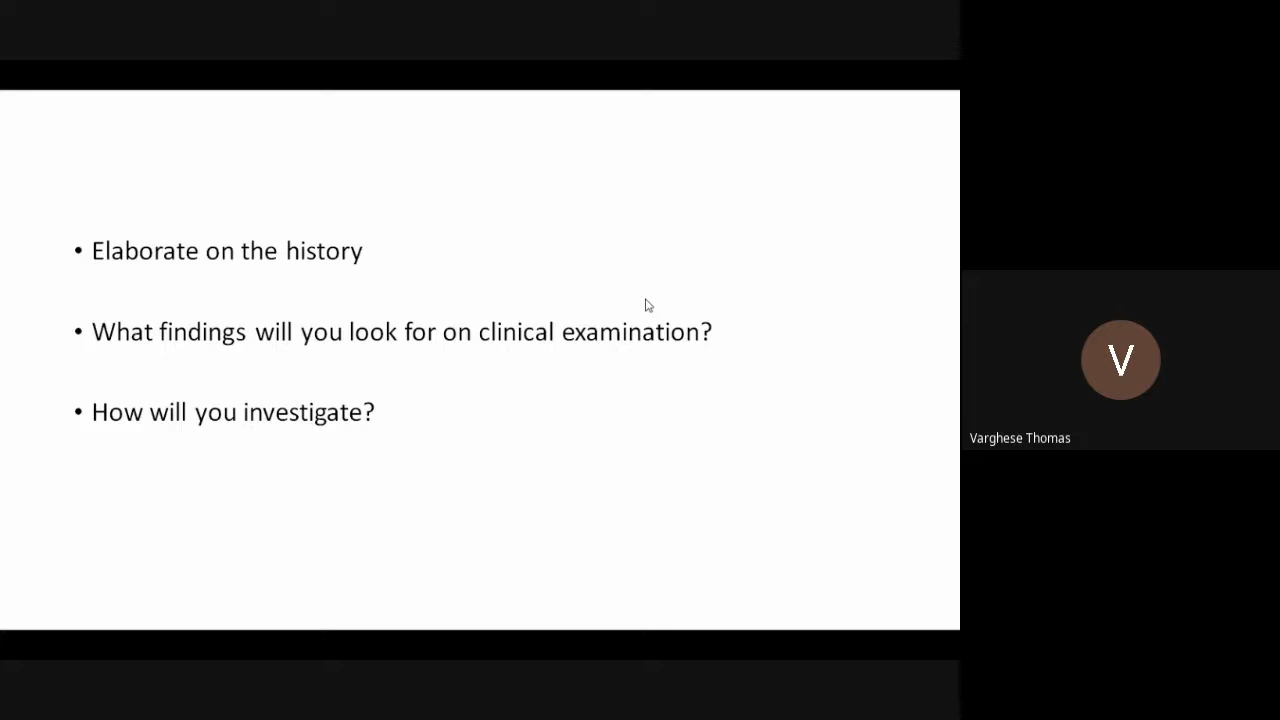 • Elaborate on the history
• What findings will you look for on clinical examination?
• How will you investigate?
V
Varghese Thomas